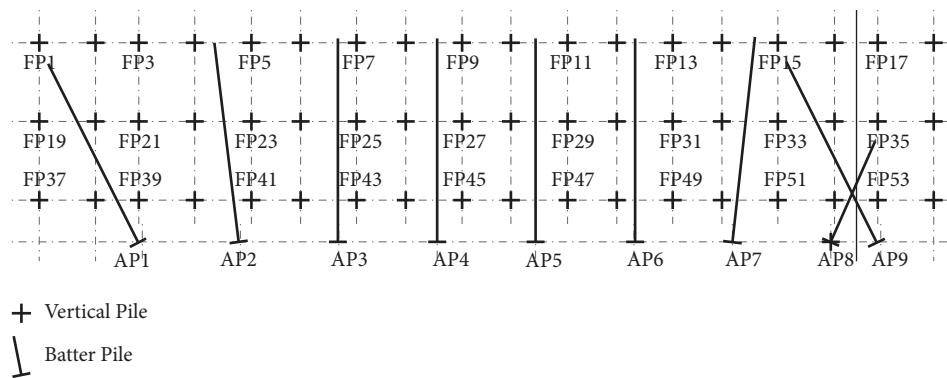 FP1 FP3 FP5 FP7 FP9 FP11 FP13 FP15 FP17
FP19 FP21 FP23 FP25 FP27 FP29 FP31 FP33 FP35
FP37 FP39 FP41 FP43 FP45 FP47 FP49 FP51 FP53
AP1 AP2 AP3 AP4 AP5 AP6 AP7 AP8 AP9
Vertical Pile
Batter Pile